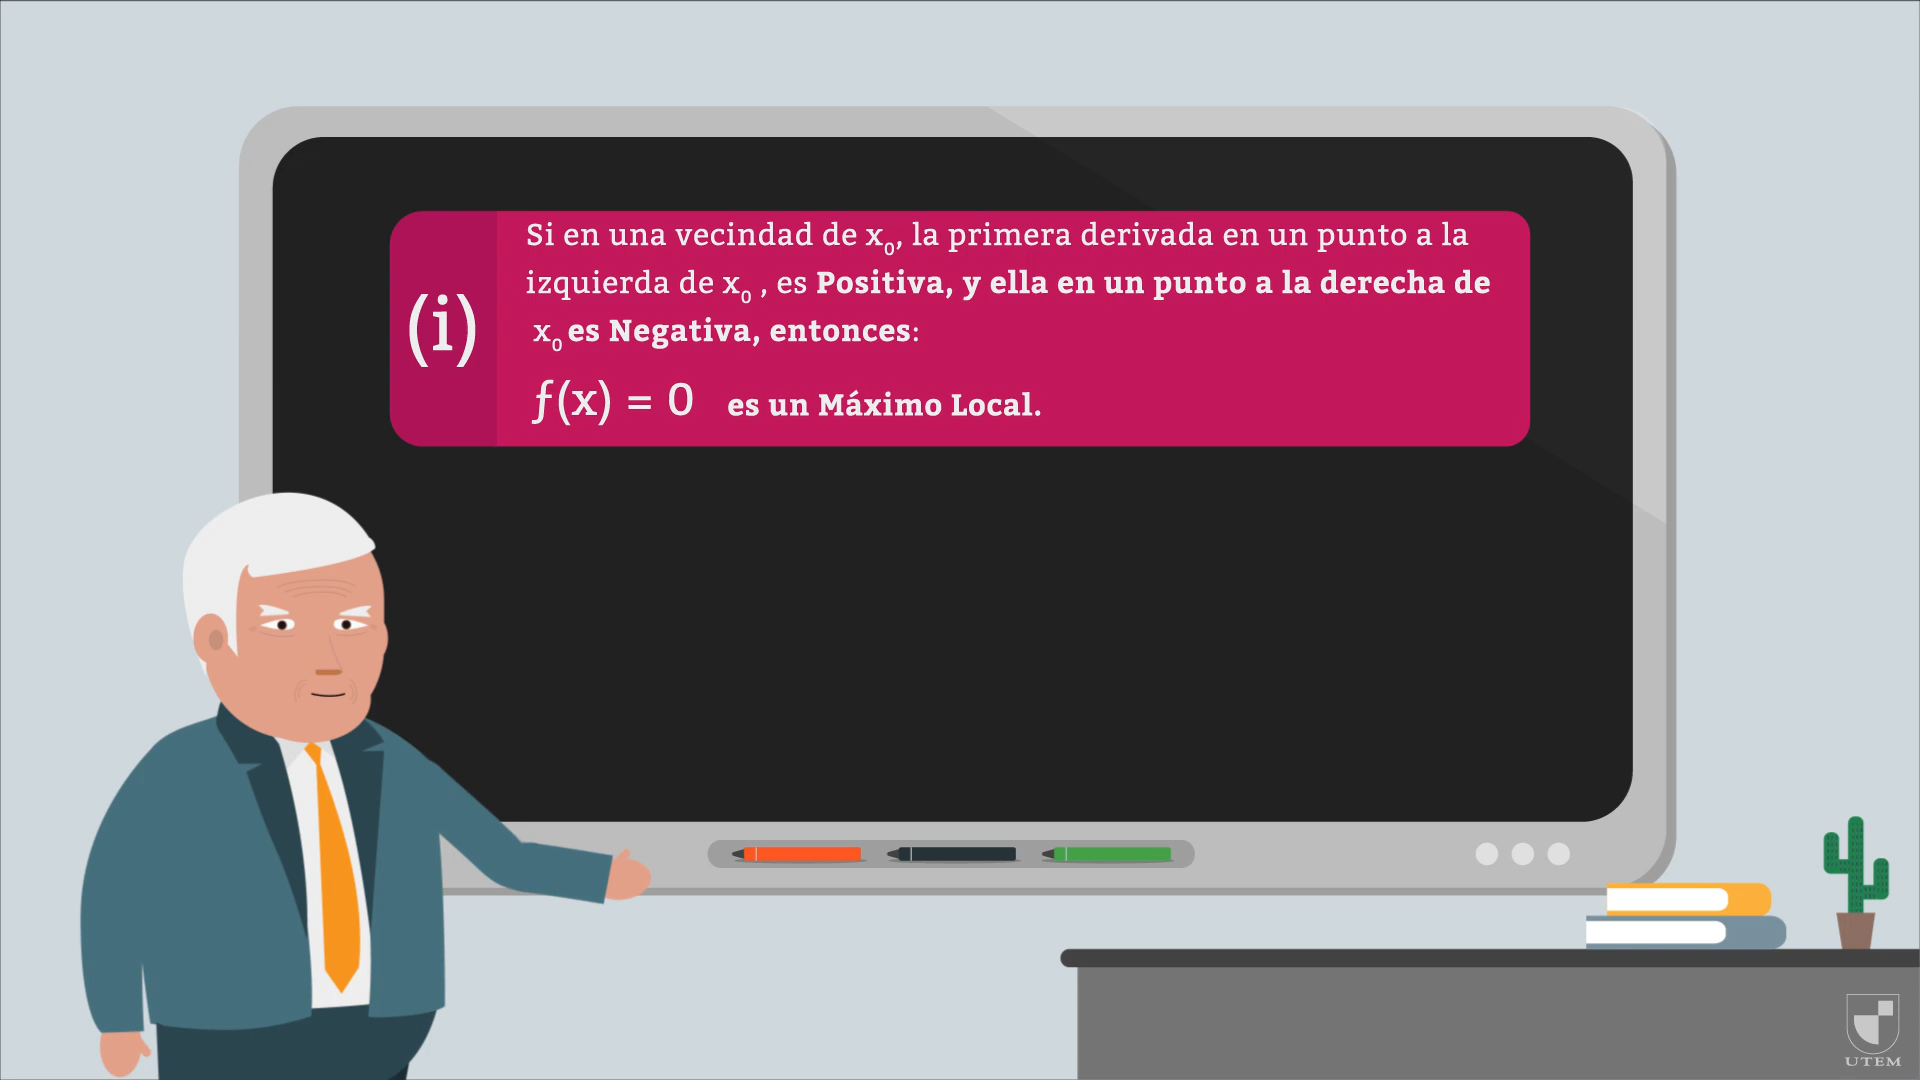 (i)
Si en una vecindad de x₀, la primera derivada en un punto a la
izquierda de x₀ , es Positiva, y ella en un punto a la derecha de
x₀ es Negativa, entonces:
ƒ(x) = 0 es un Máximo Local.
UTEM